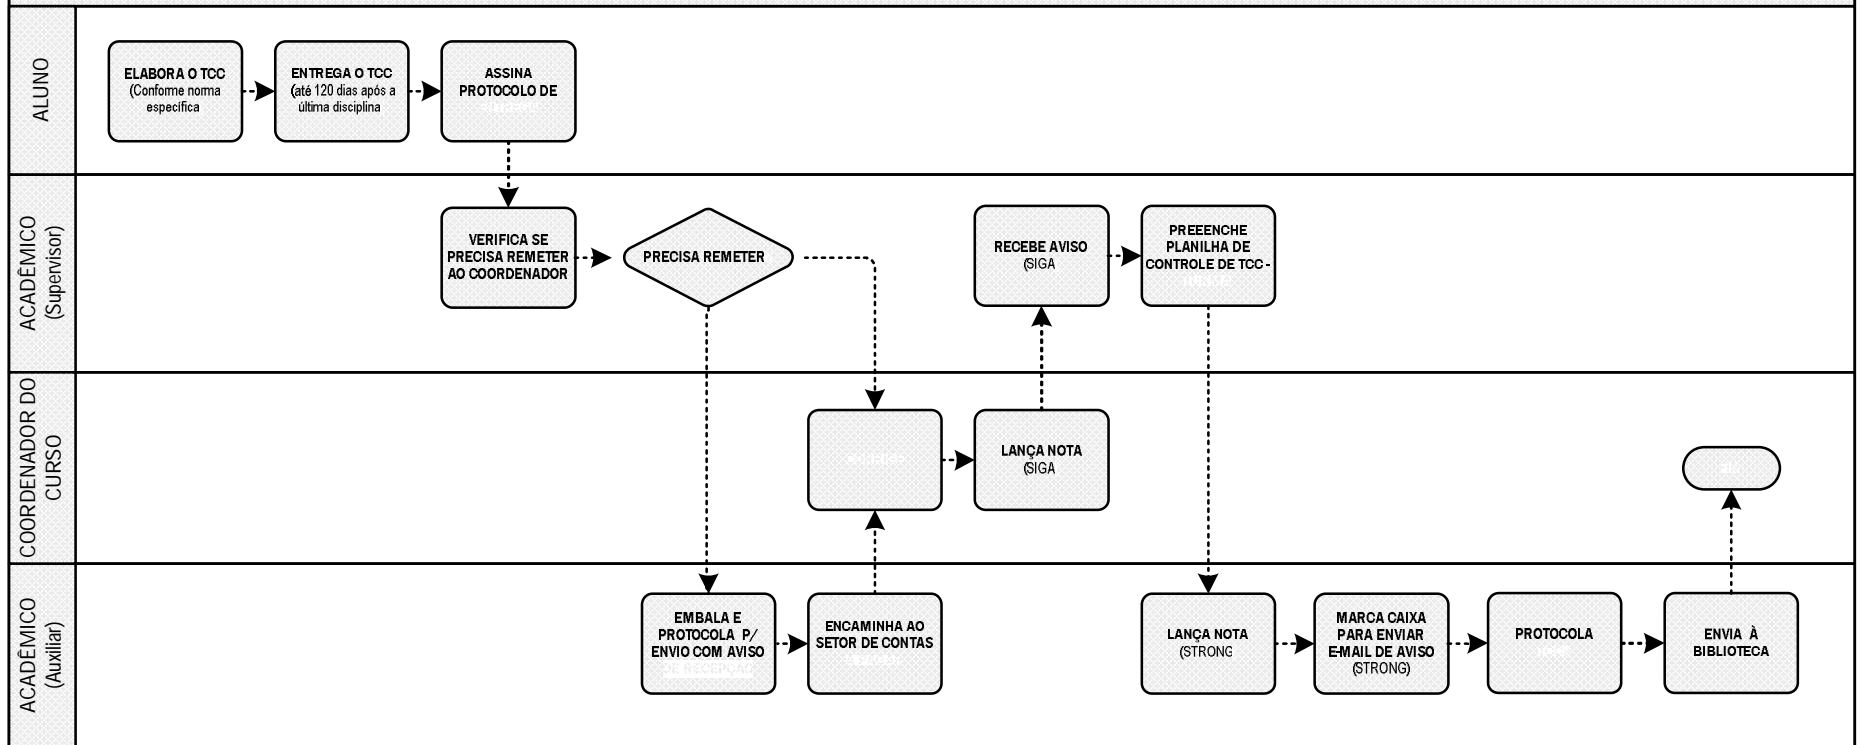 ALUNO
ELABORA O TCC
(Conforme norma
específica
ENTREGA O TCC
(até 120 dias após a
última disciplina
ASSINA
PROTOCOLO DE
ACADÊMICO
(Supervisor)
VERIFICA SE
PRECISA REMETER
AO COORDENADOR
PRECISA REMETER
RECEBE AVISO
(SIGA
PREEENCHE
PLANILHA DE
CONTROLE DE TCC -
COORDENADOR DO
CURSO
LANÇA NOTA
(SIGA
ACADÊMICO
(Auxiliar)
EMBALA E
PROTOCOLA P/
ENVIO COM AVISO
DE RECEPÇÃO
ENCAMINHA AO
SETOR DE CONTAS
LANÇA NOTA
(STRONG
MARCA CAIXA
PARA ENVIAR
E-MAIL DE AVISO
(STRONG)
PROTOCOLA
ENVIA À
BIBLIOTECA